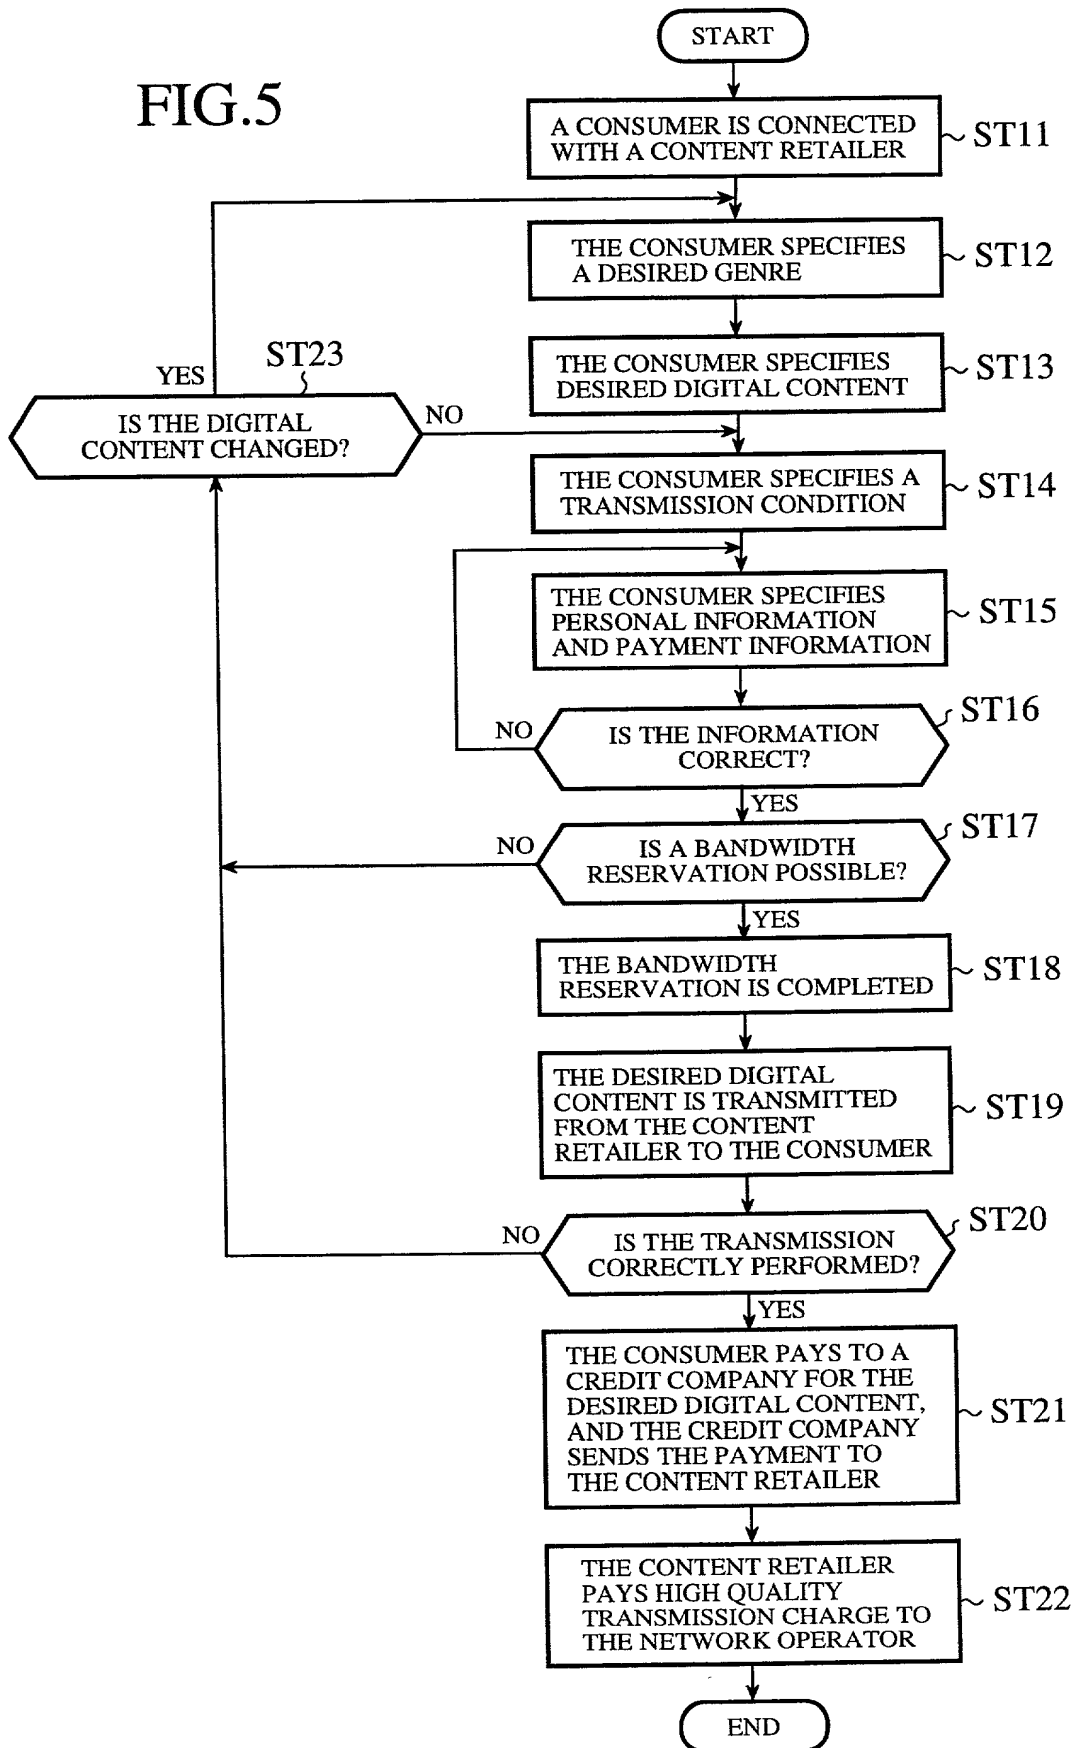 START
FIG.5
A CONSUMER IS CONNECTED
WITH A CONTENT RETAILER
ST11
THE CONSUMER SPECIFIES
A DESIRED GENRE
ST12
THE CONSUMER SPECIFIES
DESIRED DIGITAL CONTENT
ST13
ST23
YES
IS THE DIGITAL
CONTENT CHANGED?
NO
THE CONSUMER SPECIFIES A
TRANSMISSION CONDITION
ST14
THE CONSUMER SPECIFIES
PERSONAL INFORMATION
AND PAYMENT INFORMATION
ST15
NO
IS THE INFORMATION
CORRECT?
ST16
YES
NO
IS A BANDWIDTH
RESERVATION POSSIBLE?
ST17
YES
THE BANDWIDTH
RESERVATION IS COMPLETED
ST18
THE DESIRED DIGITAL
CONTENT IS TRANSMITTED
FROM THE CONTENT
RETAILER TO THE CONSUMER
ST19
NO
IS THE TRANSMISSION
CORRECTLY PERFORMED?
ST20
YES
THE CONSUMER PAYS TO A
CREDIT COMPANY FOR THE
DESIRED DIGITAL CONTENT,
AND THE CREDIT COMPANY
SENDS THE PAYMENT TO
THE CONTENT RETAILER
ST21
THE CONTENT RETAILER
PAYS HIGH QUALITY
TRANSMISSION CHARGE TO
THE NETWORK OPERATOR
ST22
END